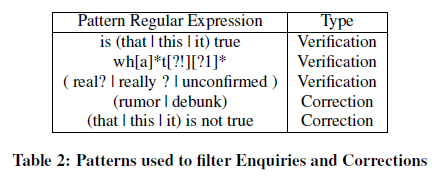 Pattern Regular Expression Type
is (that | this | it) true Verification
wh[a]*t[?!][?1]* Verification
( real? | really ? | unconfirmed ) Verification
(rumor | debunk) Correction
(that | this | it) is not true Correction
Table 2: Patterns used to filter Enquiries and Corrections